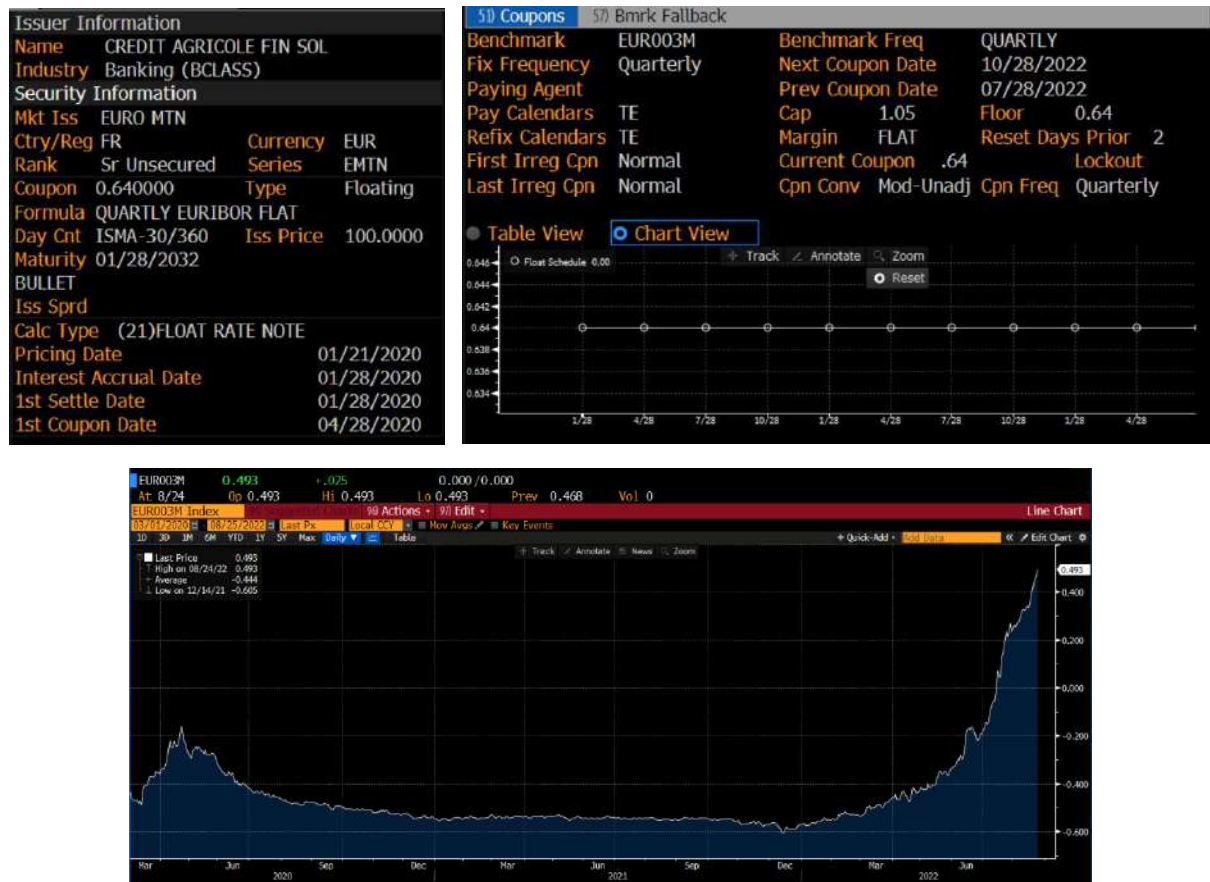 Issuer Information
Name CREDIT AGRICOLE FIN SOL
Industry Banking (BCLASS)
Security Information
Mkt Iss EURO MTN
Ctry/Reg FR Currency EUR
Rank Sr Unsecured Series EMTN
Coupon 0.640000 Type Floating
Formula QUARTLY EURIBOR FLAT
Day Cnt ISMA-30/360 Iss Price 100.0000
Maturity 01/28/2032
BULLET
Iss Sprd
Calc Type (21)FLOAT RATE NOTE
Pricing Date 01/21/2020
Interest Accrual Date 01/28/2020
1st Settle Date 01/28/2020
1st Coupon Date 04/28/2020
51) Coupons 57) Bmrk Fallback
Benchmark EUR003M Benchmark Freq QUARTLY
Fix Frequency Quarterly Next Coupon Date 10/28/2022
Paying Agent Prev Coupon Date 07/28/2022
Pay Calendars TE Cap 1.05 Floor 0.64
Refix Calendars TE Margin FLAT Reset Days Prior 2
First Irreg Cpn Normal Current Coupon .64 Lockout
Last Irreg Cpn Normal Cpn Conv Mod-Unadj Cpn Freq Quarterly
Table View Chart View
Track Annotate Zoom
Float Schedule 0.00
Reset
0.646
0.644
0.642
0.64
0.638
0.636
0.634
1/28 4/28 7/28 10/28 1/28 4/28 7/28 10/28 1/28 4/28
EUR003M 0.493 +.025 0.000/0.000
At 8/24 Op 0.493 Hi 0.493 Lo 0.493 Prev 0.468 Vol 0
EUR003M Index 96) Actions 97) Edit Line Chart
03/01/2020 - 08/25/2022 Last Px Local CCY Mov Avgs Key Events
1D 3D 1M 6M YTD 1Y 5Y Max Daily Table + Quick-Add Add Data « Edit Chart
Track Annotate News Zoom
Last Price 0.493
High on 08/24/22 0.493
Average -0.444
Low on 12/14/21 -0.605
0.493
0.400
0.200
0.000
-0.200
-0.400
-0.600
Mar Jun Sep Dec Mar Jun Sep Dec Mar Jun
2020 2021 2022